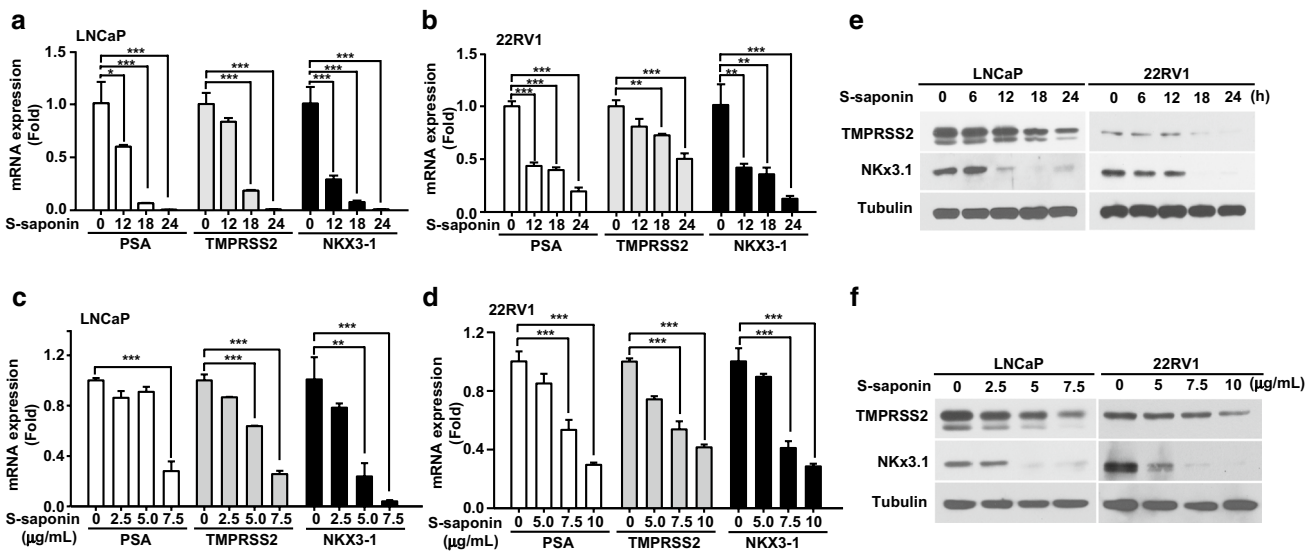 a
LNCaP
mRNA expression
(Fold)
1.5
1.0
0.5
0.0
*
***
***
***
***
***
***
***
S-saponin 0 12 18 24 0 12 18 24 0 12 18 24
PSA TMPRSS2 NKX3-1
b
22RV1
mRNA expression
(Fold)
1.5
1.0
0.5
0.0
***
***
***
**
***
**
**
***
S-saponin 0 12 18 24 0 12 18 24 0 12 18 24
PSA TMPRSS2 NKX3-1
c
LNCaP
mRNA expression
(Fold)
1.2
0.8
0.4
0.0
***
***
***
**
***
S-saponin 0 2.5 5.0 7.5 0 2.5 5.0 7.5 0 2.5 5.0 7.5
(μg/mL) PSA TMPRSS2 NKX3-1
d
22RV1
mRNA expression
(Fold)
1.2
0.8
0.4
0.0
***
***
***
***
***
***
S-saponin 0 5.0 7.5 10 0 5.0 7.5 10 0 5.0 7.5 10
(μg/mL) PSA TMPRSS2 NKX3-1
e
LNCaP 22RV1
S-saponin 0 6 12 18 24 0 6 12 18 24 (h)
TMPRSS2
NKx3.1
Tubulin
f
LNCaP 22RV1
S-saponin 0 2.5 5 7.5 0 5 7.5 10 (μg/mL)
TMPRSS2
NKx3.1
Tubulin